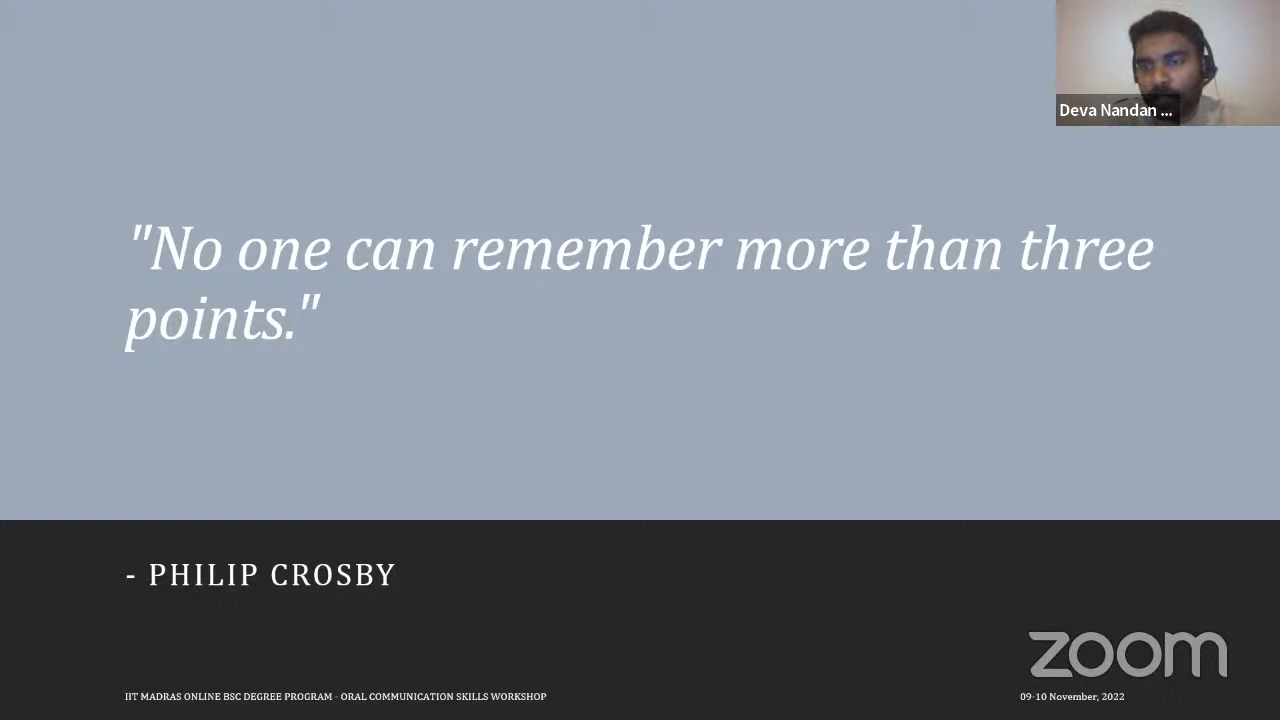 Deva Nandan ...
"No one can remember more than three
points."
- PHILIP CROSBY
zoom
IIT MADRAS ONLINE BSC DEGREE PROGRAM - ORAL COMMUNICATION SKILLS WORKSHOP
09-10 November, 2022